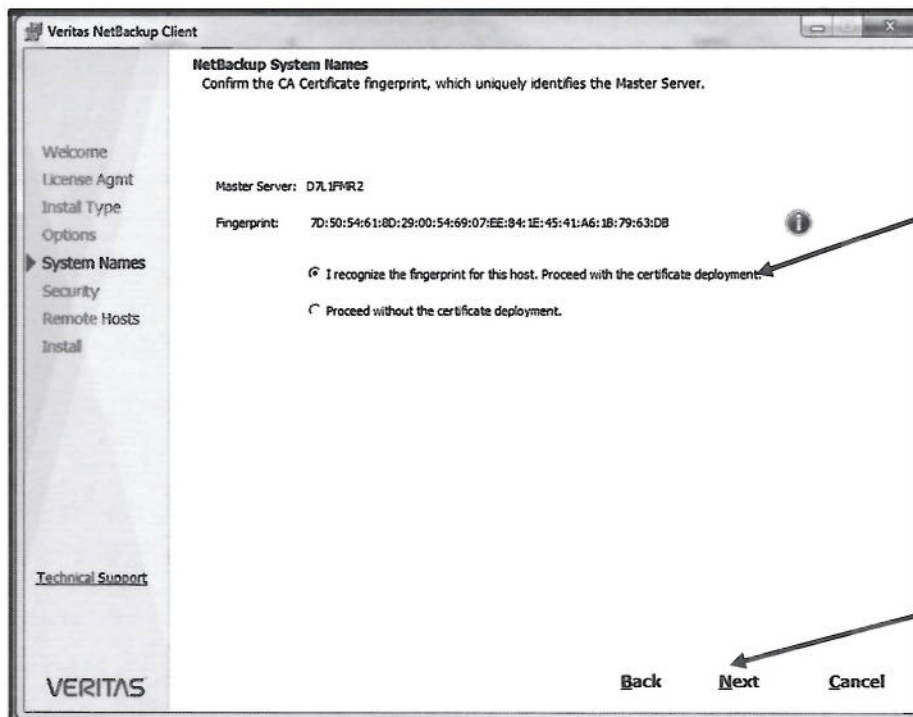 Veritas NetBackup Client
NetBackup System Names
Confirm the CA Certificate fingerprint, which uniquely identifies the Master Server.
Welcome
License Agmt
Install Type
Options
System Names
Security
Remote Hosts
Install
Master Server: D7L1FMR2
Fingerprint: 7D:50:54:61:8D:29:00:54:69:07:EE:84:1E:45:41:A6:1B:79:63:DB
I recognize the fingerprint for this host. Proceed with the certificate deployment.
Proceed without the certificate deployment.
Technical Support
VERITAS
Back Next Cancel